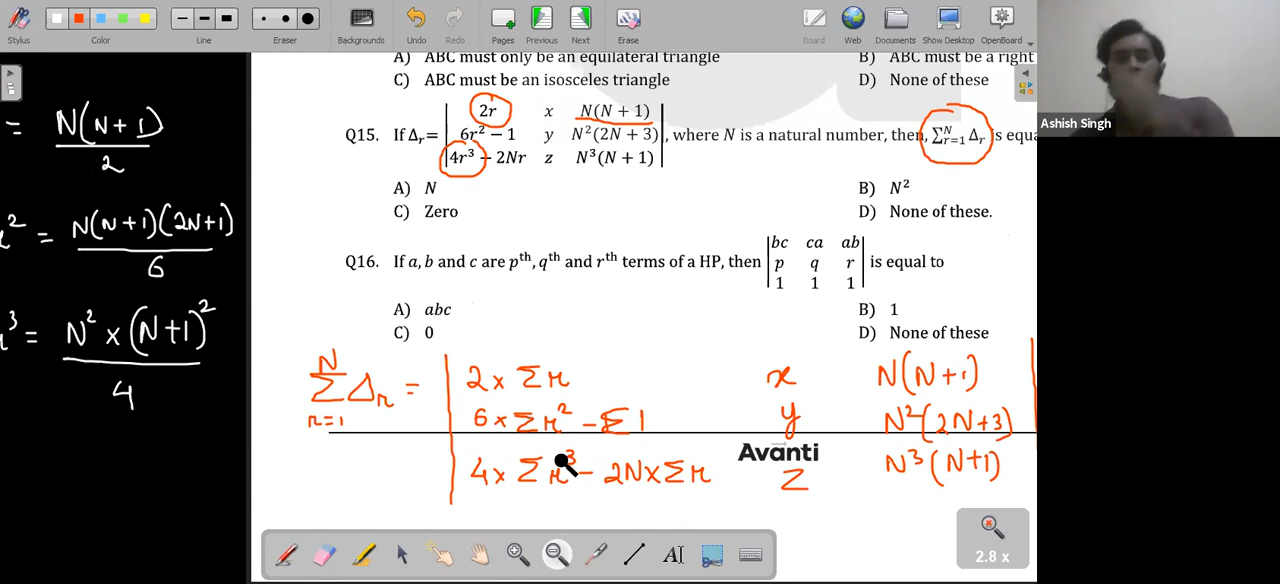 Stylus
Color
Line
Eraser
Backgrounds
Undo
Redo
Pages
Previous
Next
Erase
Board
Web
Documents
Show Desktop
OpenBoard
A) ABC must only be an equilateral triangle
B) ABC must be a right
C) ABC must be an isosceles triangle
D) None of these
Ashish Singh
Q15. If Δr= | 2r x N(N + 1) |
| 6r² − 1 y N²(2N + 3) |, where N is a natural number, then, ∑_{r=1}^{N} Δr is equa
| 4r³ − 2Nr z N³(N + 1) |
A) N
B) N²
C) Zero
D) None of these.
Q16. If a, b and c are pth, qth and rth terms of a HP, then | bc ca ab |
| p q r | is equal to
| 1 1 1 |
A) abc
B) 1
C) 0
D) None of these
= N(N+1)/2
² = N(N+1)(2N+1)/6
³ = N² × (N+1)²/4
N
∑ Δr =
r=1
| 2 × Σr x N(N+1) |
6 × Σr² − Σ1 y N²(2N+3)
4 × Σr³ − 2N × Σr z N³(N+1)
Avanti
2.8 x